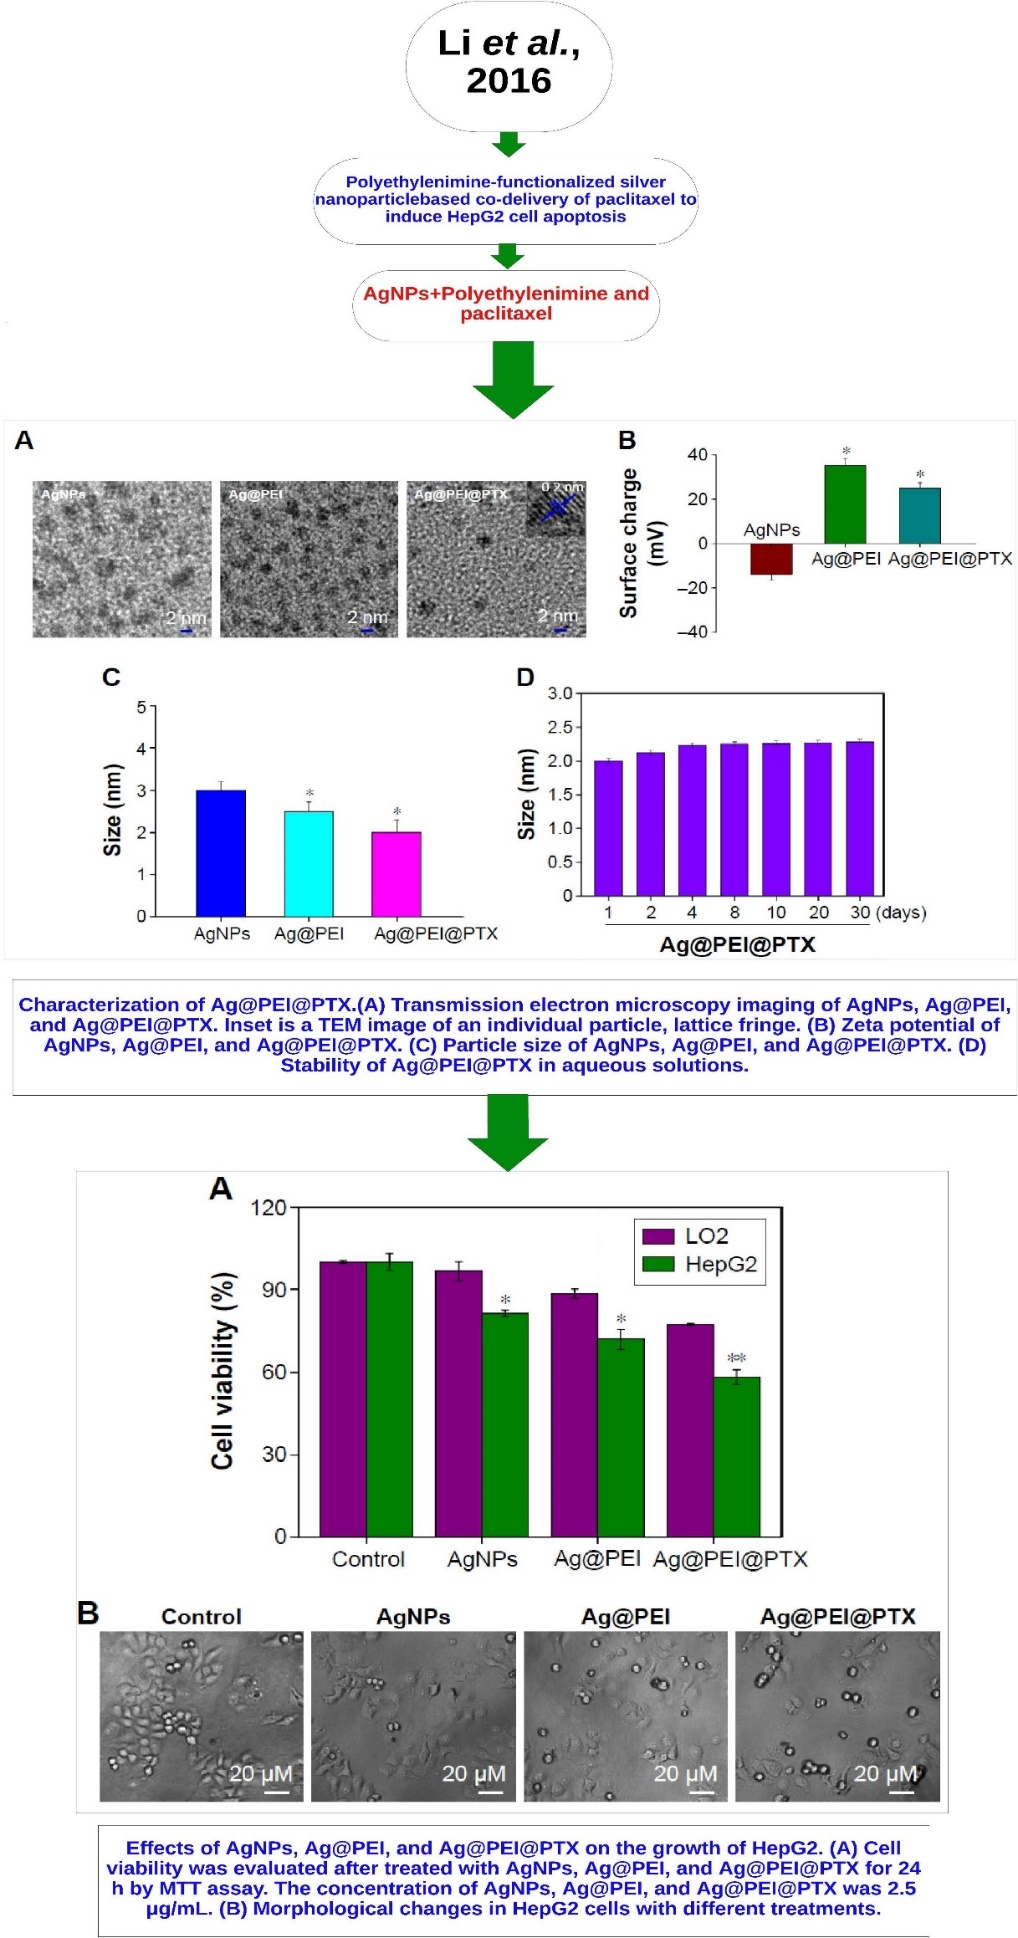 Li et al.,
2016
Polyethylenimine-functionalized silver
nanoparticlebased co-delivery of paclitaxel to
induce HepG2 cell apoptosis
AgNPs+Polyethylenimine and
paclitaxel
A
AgNPs
2 nm
Ag@PEI
2 nm
Ag@PEI@PTX
0.2 nm
2 nm
B
Surface charge
(mV)
40
20
0
–20
–40
AgNPs
*
Ag@PEI
*
Ag@PEI@PTX
C
Size (nm)
5
4
3
2
1
0
*
*
AgNPs
Ag@PEI
Ag@PEI@PTX
D
Size (nm)
3.0
2.5
2.0
1.5
1.0
0.5
0
1 2 4 8 10 20 30 (days)
Ag@PEI@PTX
Characterization of Ag@PEI@PTX.(A) Transmission electron microscopy imaging of AgNPs, Ag@PEI,
and Ag@PEI@PTX. Inset is a TEM image of an individual particle, lattice fringe. (B) Zeta potential of
AgNPs, Ag@PEI, and Ag@PEI@PTX. (C) Particle size of AgNPs, Ag@PEI, and Ag@PEI@PTX. (D)
Stability of Ag@PEI@PTX in aqueous solutions.
A
Cell viability (%)
120
90
60
30
0
LO2
HepG2
*
*
**
Control
AgNPs
Ag@PEI
Ag@PEI@PTX
B
Control
AgNPs
Ag@PEI
Ag@PEI@PTX
20 µM
20 µM
20 µM
20 µM
Effects of AgNPs, Ag@PEI, and Ag@PEI@PTX on the growth of HepG2. (A) Cell
viability was evaluated after treated with AgNPs, Ag@PEI, and Ag@PEI@PTX for 24
h by MTT assay. The concentration of AgNPs, Ag@PEI, and Ag@PEI@PTX was 2.5
µg/mL. (B) Morphological changes in HepG2 cells with different treatments.